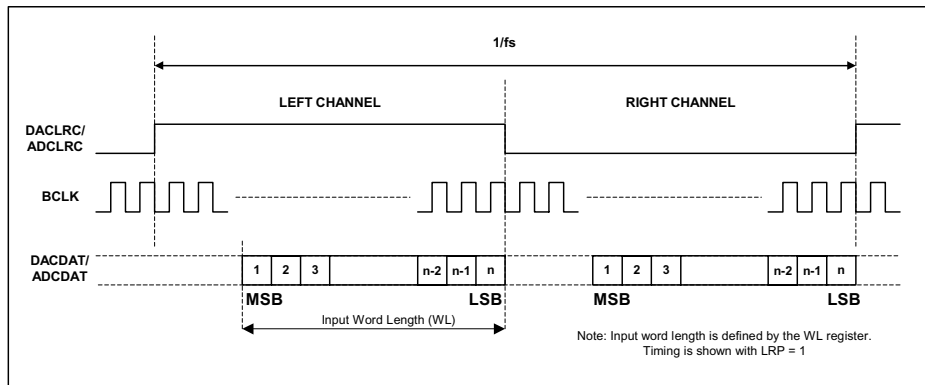 1/fs
LEFT CHANNEL
RIGHT CHANNEL
DACLRC/
ADCLRC
BCLK
DACDAT/
ADCDAT
1 2 3 n-2 n-1 n 1 2 3 n-2 n-1 n
MSB LSB MSB LSB
Input Word Length (WL)
Note: Input word length is defined by the WL register.
Timing is shown with LRP = 1